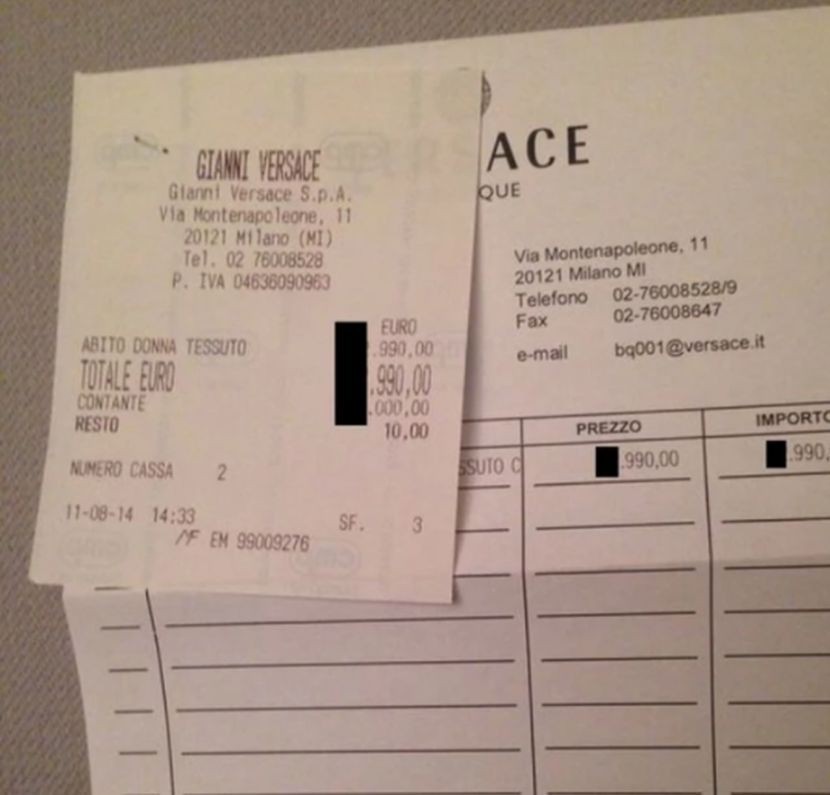 GIANNI VERSACE
Gianni Versace S.p.A.
Via Montenapoleone, 11
20121 Milano (MI)
Tel. 02 76008528
P. IVA 04636090963
EURO
ABITO DONNA TESSUTO .990,00
TOTALE EURO .990,00
CONTANTE .000,00
RESTO 10,00
NUMERO CASSA 2
11-08-14 14:33 SF. 3
MF EM 99009276
ACE
QUE
Via Montenapoleone, 11
20121 Milano MI
Telefono 02-76008528/9
Fax 02-76008647
e-mail bq001@versace.it
PREZZO IMPORTO
SSUTO C .990,00 .990,